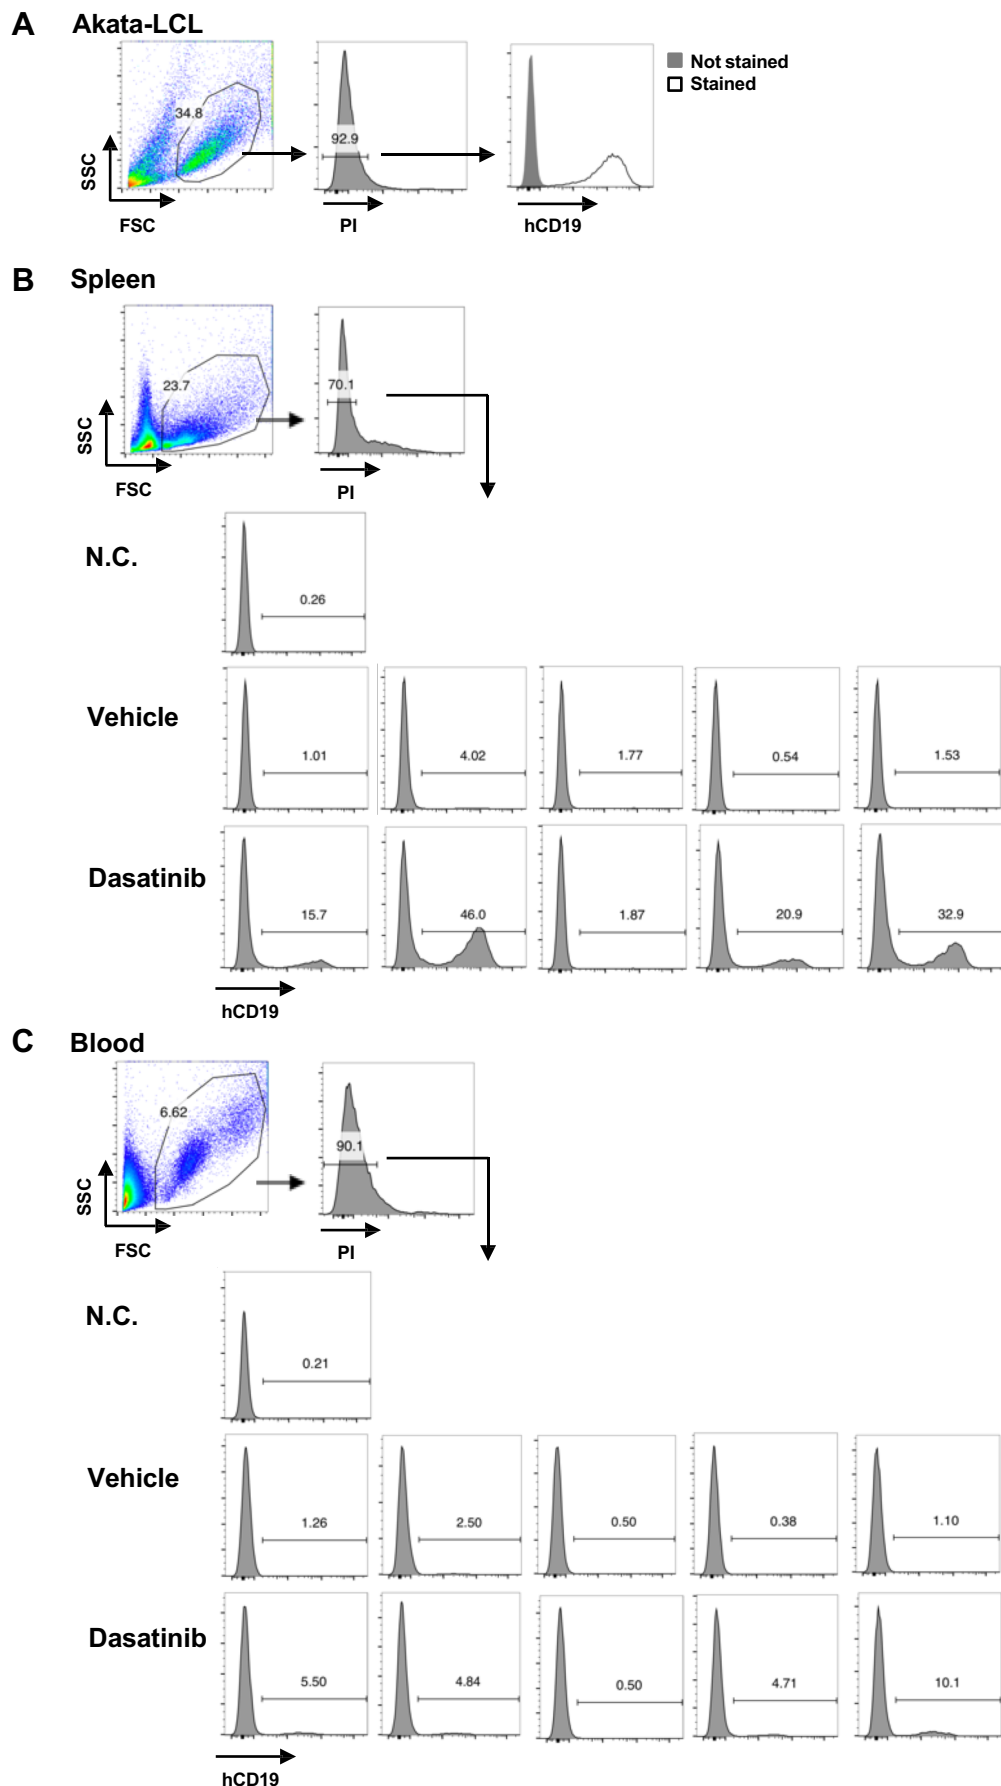 A Akata-LCL
Not stained
Stained
34.8
92.9
SSC
FSC
PI
hCD19
B Spleen
23.7
70.1
SSC
FSC
PI
N.C.
0.26
Vehicle
1.01 4.02 1.77 0.54 1.53
Dasatinib
15.7 46.0 1.87 20.9 32.9
hCD19
C Blood
6.62
90.1
SSC
FSC
PI
N.C.
0.21
Vehicle
1.26 2.50 0.50 0.38 1.10
Dasatinib
5.50 4.84 0.50 4.71 10.1
hCD19